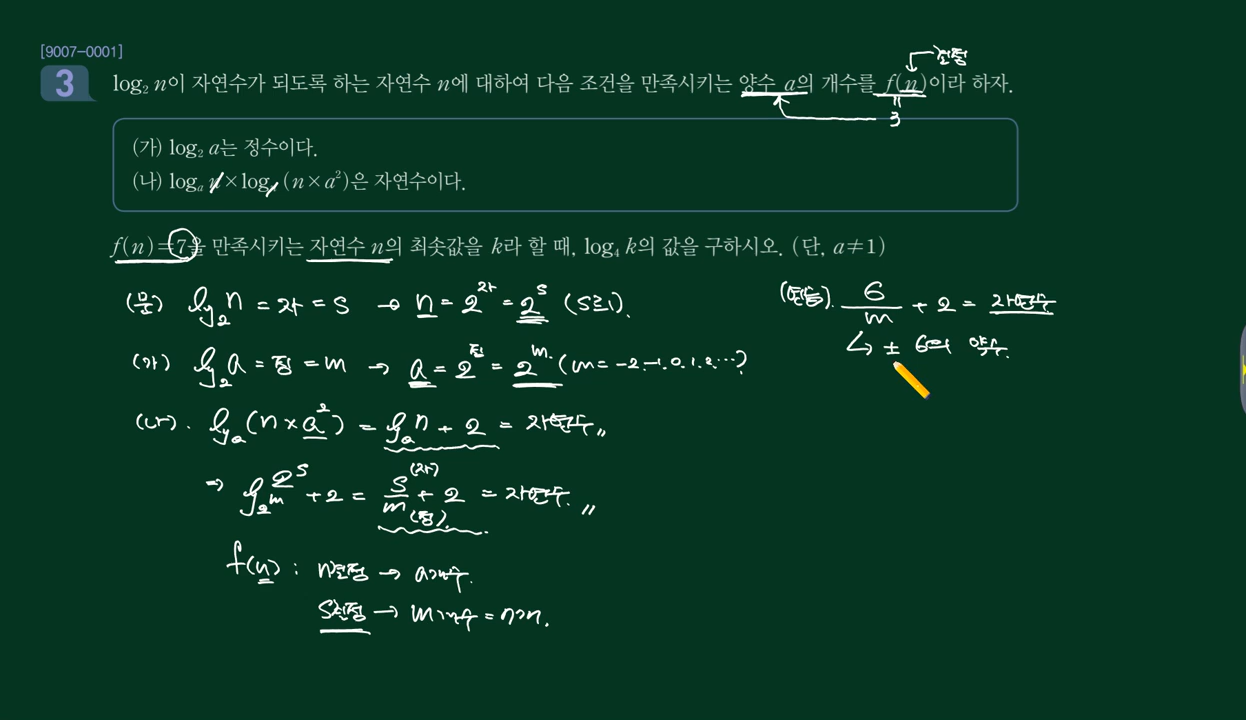 [9007-0001]
3 log₂ n이 자연수가 되도록 하는 자연수 n에 대하여 다음 조건을 만족시키는 양수 a의 개수를 f(n)이라 하자.
3
(가) log₂ a는 정수이다.
(나) logₐ n × logₐ (n × a²)은 자연수이다.
f(n)=7을 만족시키는 자연수 n의 최솟값을 k라 할 때, log₄ k의 값을 구하시오. (단, a≠1)
(문) log₂ n = 자 = s → n = 2^자 = 2^s
(가) log₂ a = 정 = m → a = 2^정 = 2^m (m = -2. -1. 0. 1. 2. …)
(나). logₐ (n × a²) = logₐ n + 2 = 자연수
⇒ log_{2^m} 2^s + 2 = s(자)/m(정) + 2 = 자연수.
f(n) : n결정 → a개수.
s결정 → m개수 =
6/m + 2 = 자연수
↳ ± 6의 약수.